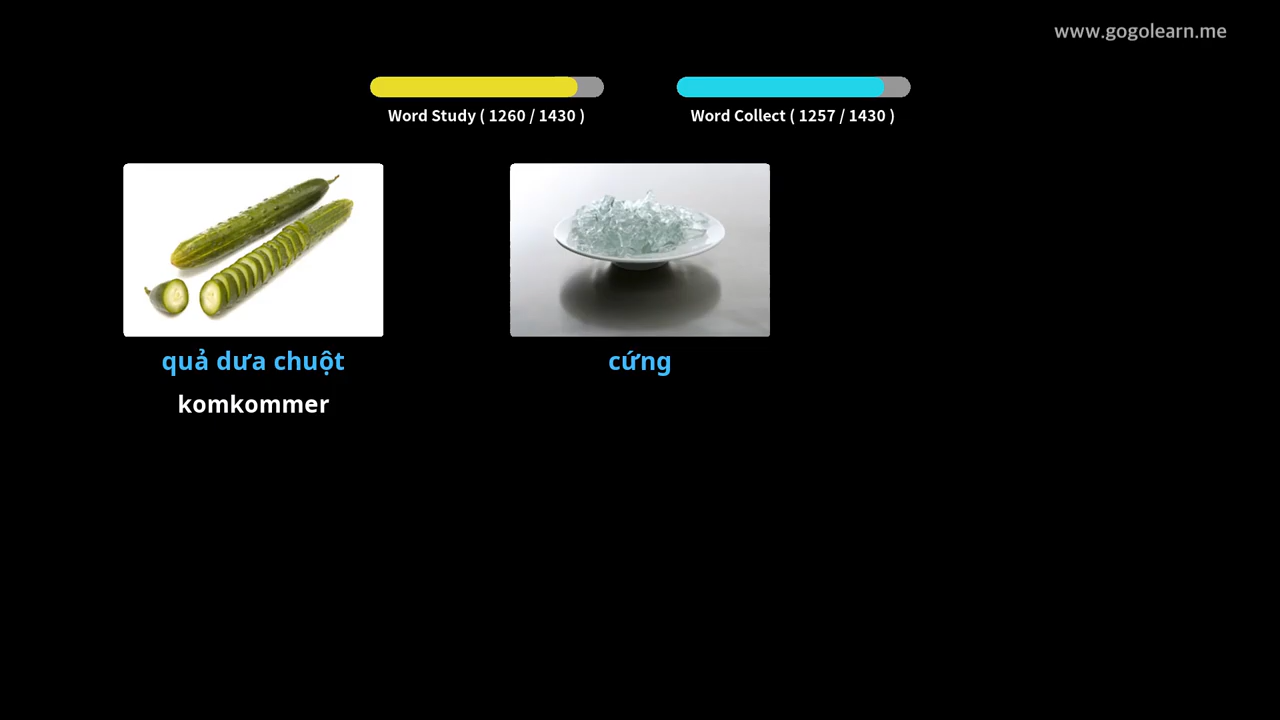 www.gogolearn.me
Word Study ( 1260 / 1430 )
Word Collect ( 1257 / 1430 )
quả dưa chuột
komkommer
cứng